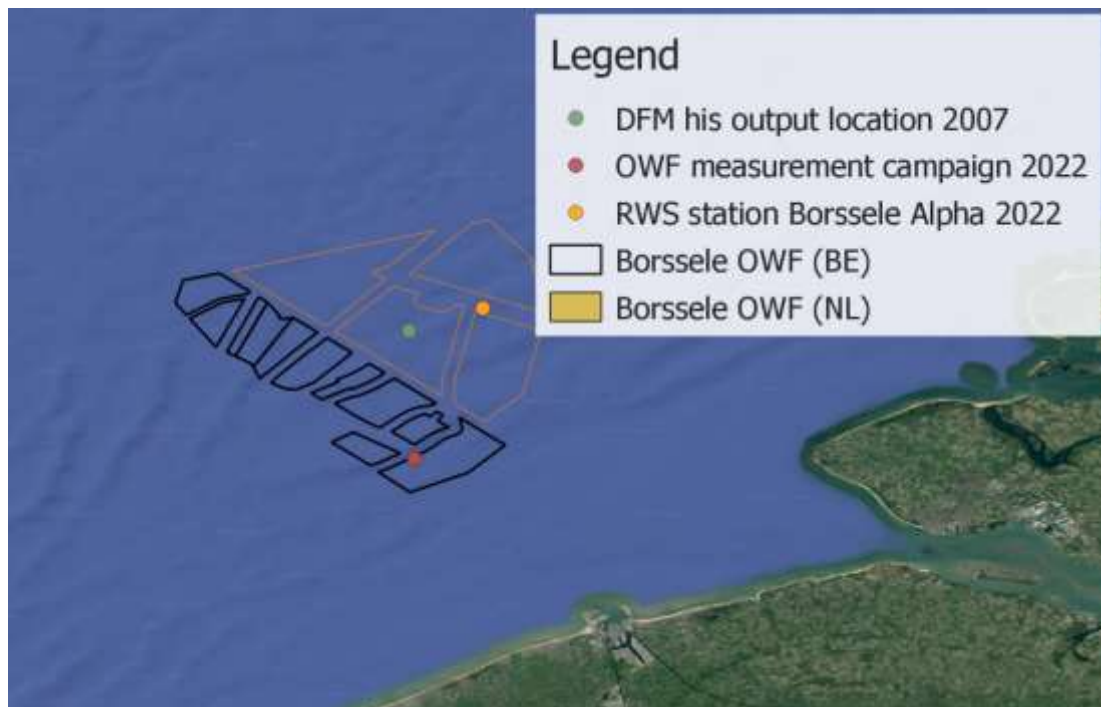 Legend
DFM his output location 2007
OWF measurement campaign 2022
RWS station Borssele Alpha 2022
Borssele OWF (BE)
Borssele OWF (NL)